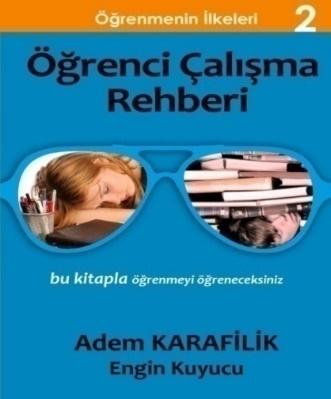 Öğrenmenin İlkeleri 2
Öğrenci Çalışma
Rehberi
bu kitapla öğrenmeyi öğreneceksiniz
Adem KARAFİLİK
Engin Kuyucu